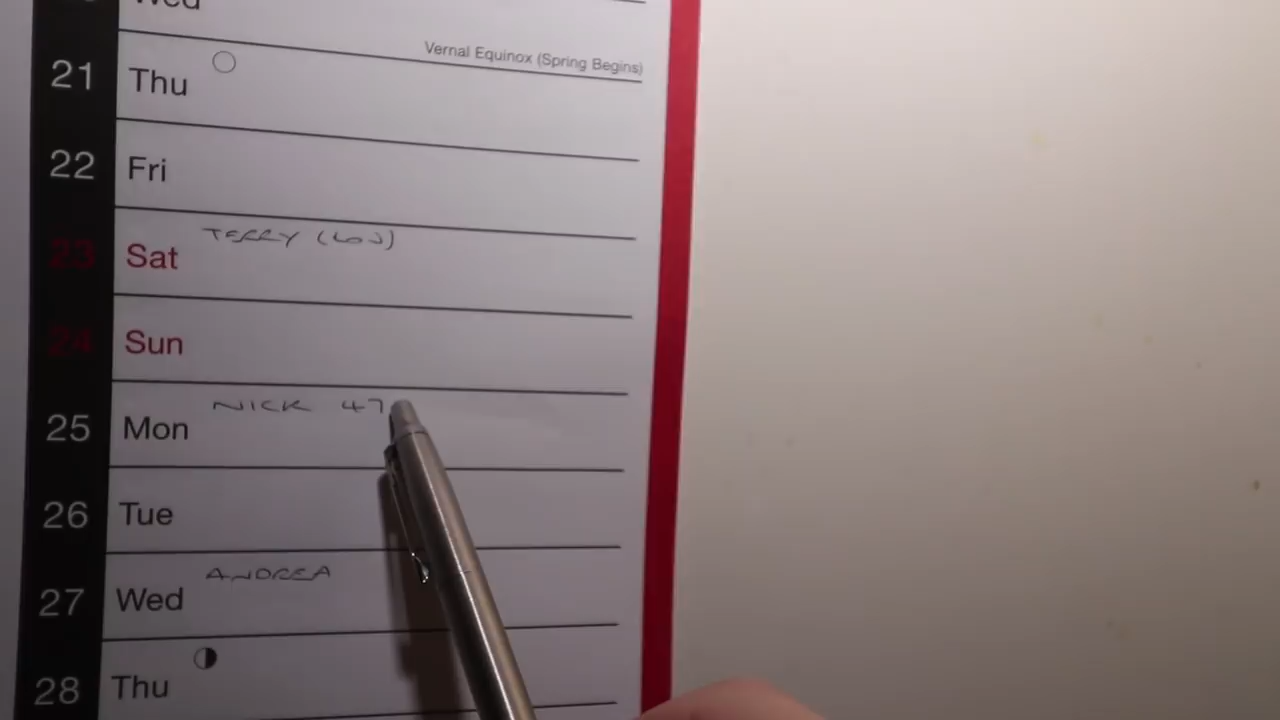 Wed
Vernal Equinox (Spring Begins)
21 Thu
22 Fri
TERRY (LOJ)
23 Sat
24 Sun
NICK 47
25 Mon
26 Tue
ANDREA
27 Wed
28 Thu